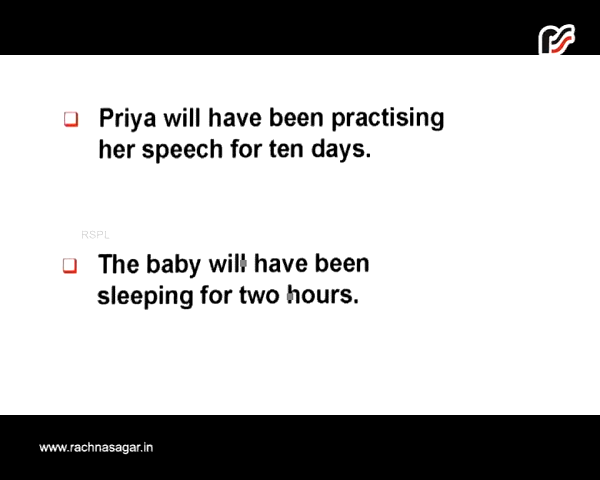 Priya will have been practising
her speech for ten days.
RSPL
The baby will have been
sleeping for two hours.
www.rachnasagar.in